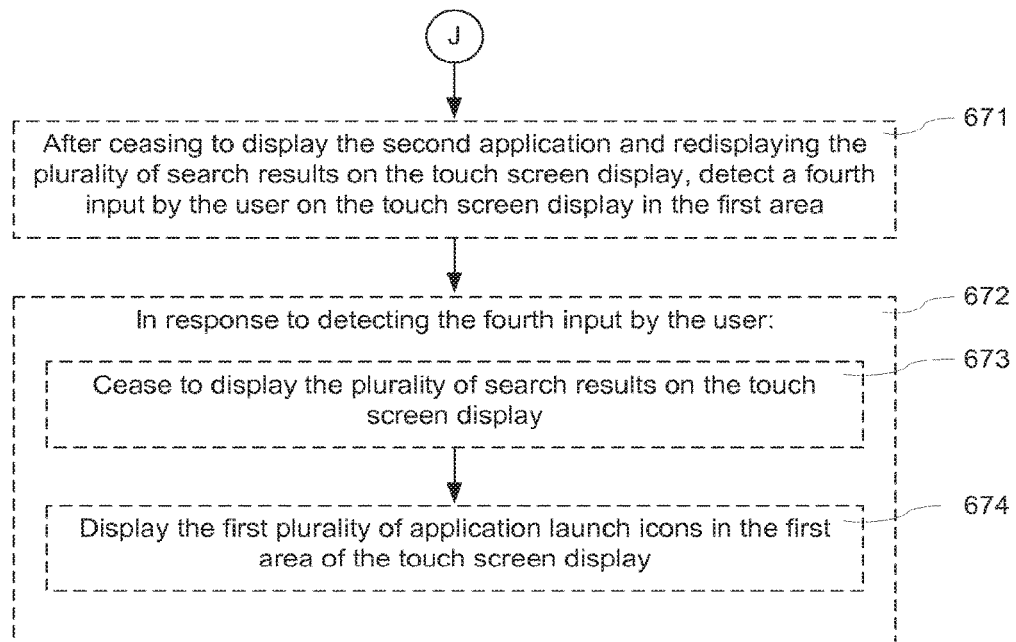 J
671
After ceasing to display the second application and redisplaying the
plurality of search results on the touch screen display, detect a fourth
input by the user on the touch screen display in the first area
672
In response to detecting the fourth input by the user:
673
Cease to display the plurality of search results on the touch
screen display
674
Display the first plurality of application launch icons in the first
area of the touch screen display